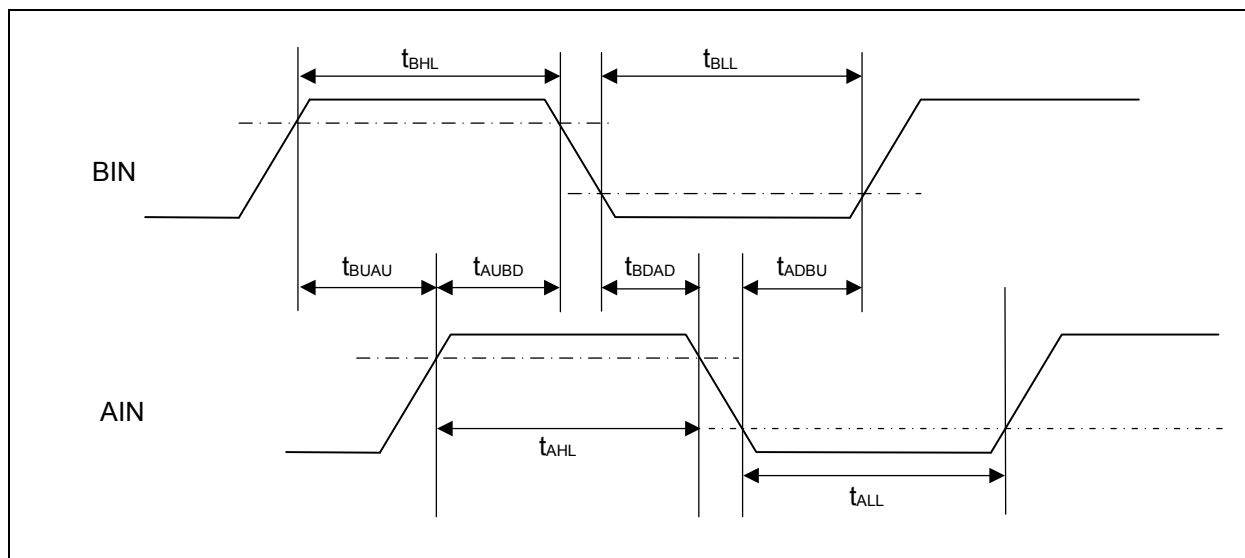 tBHL
tBLL
BIN
tBUAU
tAUBD
tBDAD
tADBU
AIN
tAHL
tALL